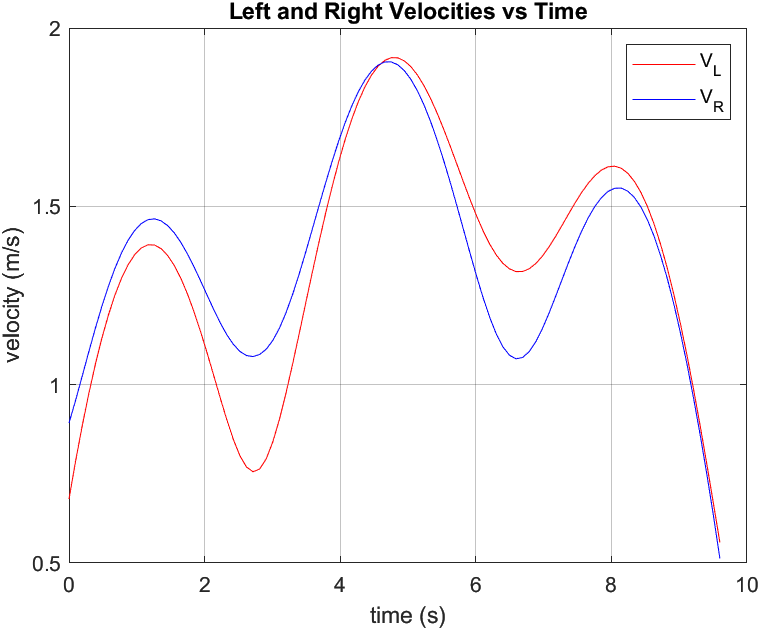 Left and Right Velocities vs Time
2
1.5
1
0.5
velocity (m/s)
V_L
V_R
0 2 4 6 8 10
time (s)